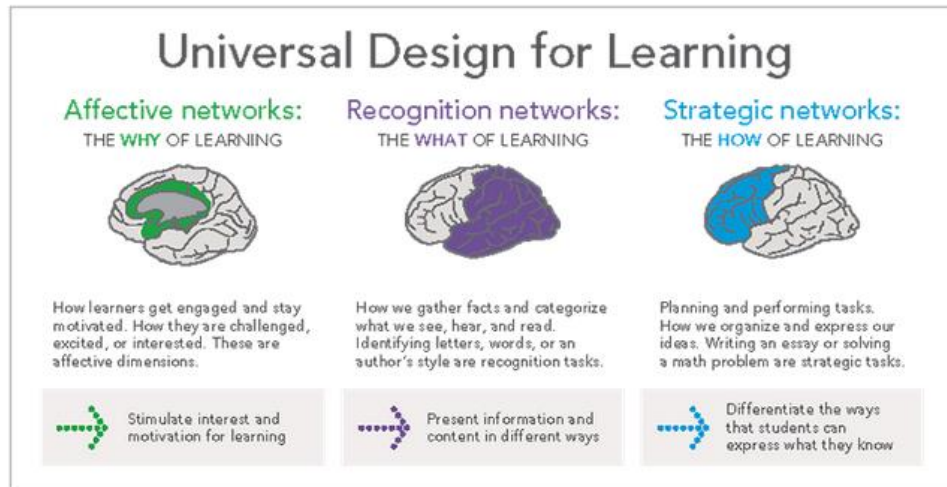 Universal Design for Learning
Affective networks:
THE WHY OF LEARNING
How learners get engaged and stay
motivated. How they are challenged,
excited, or interested. These are
affective dimensions.
Stimulate interest and
motivation for learning
Recognition networks:
THE WHAT OF LEARNING
How we gather facts and categorize
what we see, hear, and read.
Identifying letters, words, or an
author's style are recognition tasks.
Present information and
content in different ways
Strategic networks:
THE HOW OF LEARNING
Planning and performing tasks.
How we organize and express our
ideas. Writing an essay or solving
a math problem are strategic tasks.
Differentiate the ways
that students can
express what they know